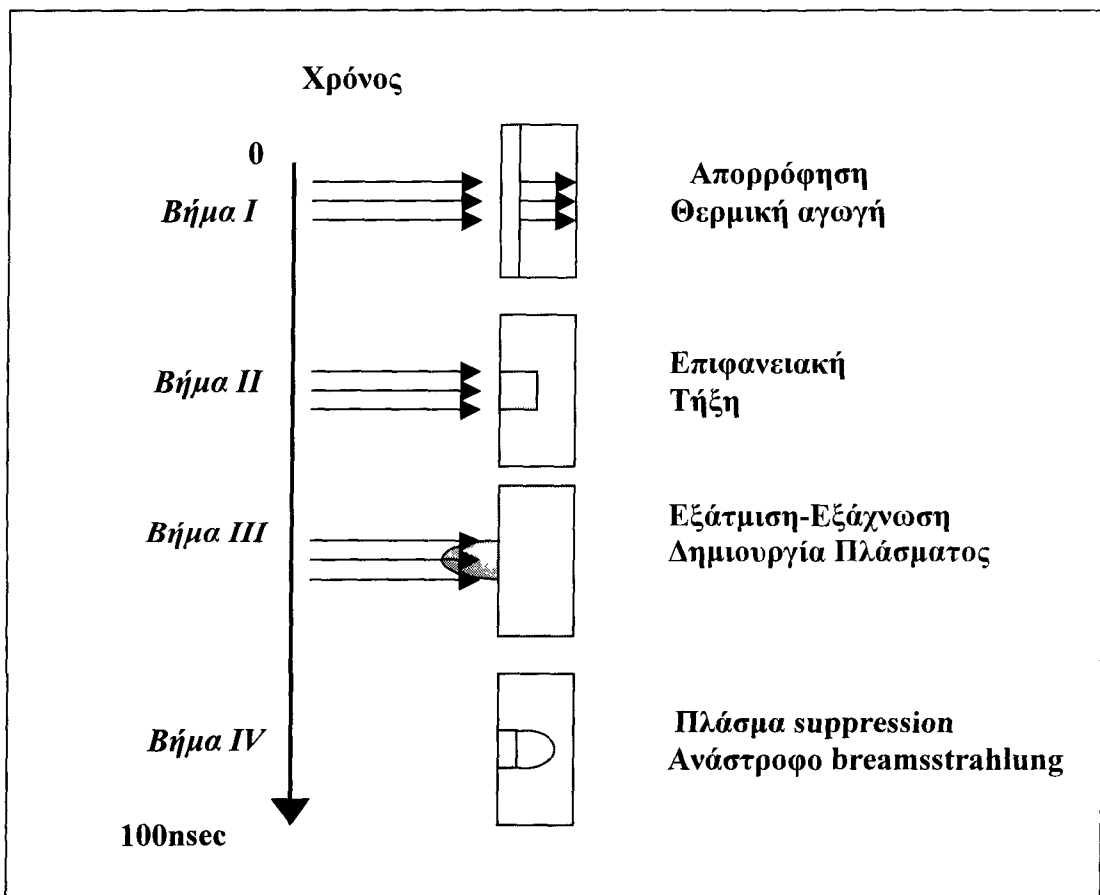 Χρόνος
0
Βήμα I
Απορρόφηση
Θερμική αγωγή
Βήμα II
Επιφανειακή
Τήξη
Βήμα III
Εξάτμιση-Εξάχνωση
Δημιουργία Πλάσματος
Βήμα IV
Πλάσμα suppression
Ανάστροφο breamsstrahlung
100nsec